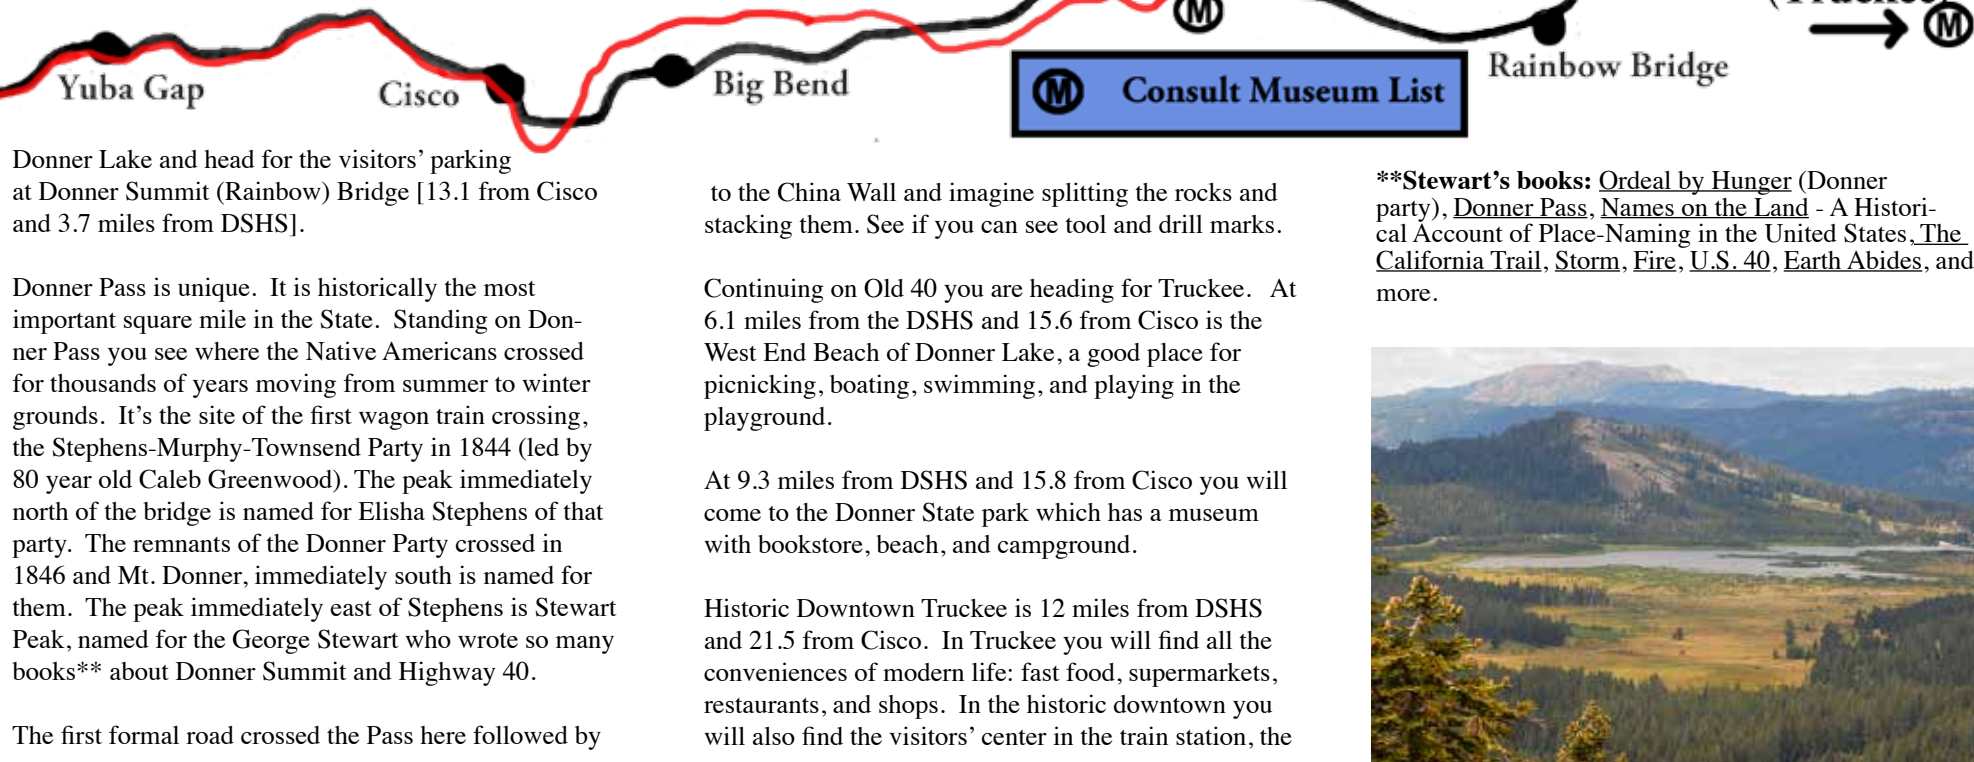 (Truckee)
M
M
Yuba Gap
Cisco
Big Bend
M Consult Museum List
Rainbow Bridge
Donner Lake and head for the visitors’ parking
at Donner Summit (Rainbow) Bridge [13.1 from Cisco
and 3.7 miles from DSHS].
Donner Pass is unique.  It is historically the most
important square mile in the State.  Standing on Don-
ner Pass you see where the Native Americans crossed
for thousands of years moving from summer to winter
grounds.  It’s the site of the first wagon train crossing,
the Stephens-Murphy-Townsend Party in 1844 (led by
80 year old Caleb Greenwood). The peak immediately
north of the bridge is named for Elisha Stephens of that
party.  The remnants of the Donner Party crossed in
1846 and Mt. Donner, immediately south is named for
them.  The peak immediately east of Stephens is Stewart
Peak, named for the George Stewart who wrote so many
books** about Donner Summit and Highway 40.
The first formal road crossed the Pass here followed by
to the China Wall and imagine splitting the rocks and
stacking them. See if you can see tool and drill marks.
Continuing on Old 40 you are heading for Truckee.   At
6.1 miles from the DSHS and 15.6 from Cisco is the
West End Beach of Donner Lake, a good place for
picnicking, boating, swimming, and playing in the
playground.
At 9.3 miles from DSHS and 15.8 from Cisco you will
come to the Donner State park which has a museum
with bookstore, beach, and campground.
Historic Downtown Truckee is 12 miles from DSHS
and 21.5 from Cisco.  In Truckee you will find all the
conveniences of modern life: fast food, supermarkets,
restaurants, and shops.  In the historic downtown you
will also find the visitors’ center in the train station, the
**Stewart’s books: Ordeal by Hunger (Donner
party), Donner Pass, Names on the Land - A Histori-
cal Account of Place-Naming in the United States, The
California Trail, Storm, Fire, U.S. 40, Earth Abides, and
more.